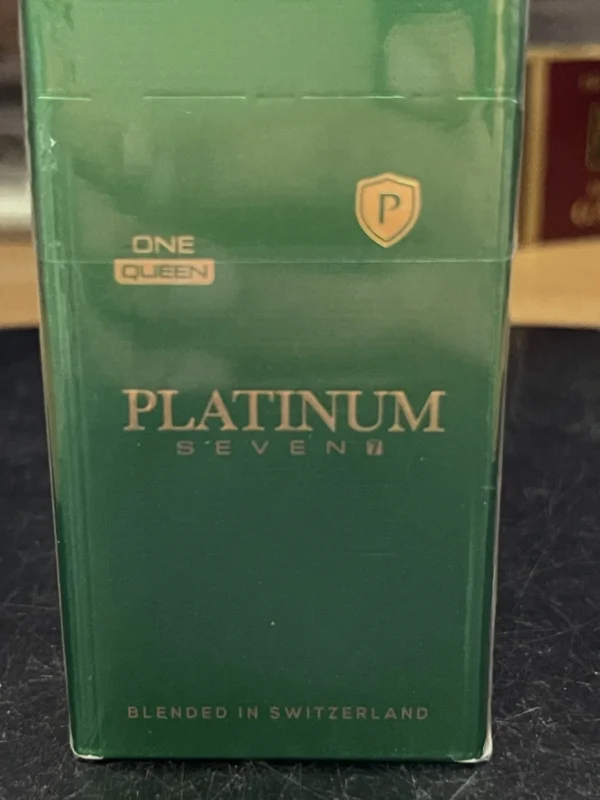 P
ONE
QUEEN
PLATINUM
SEVEN 7
BLENDED IN SWITZERLAND